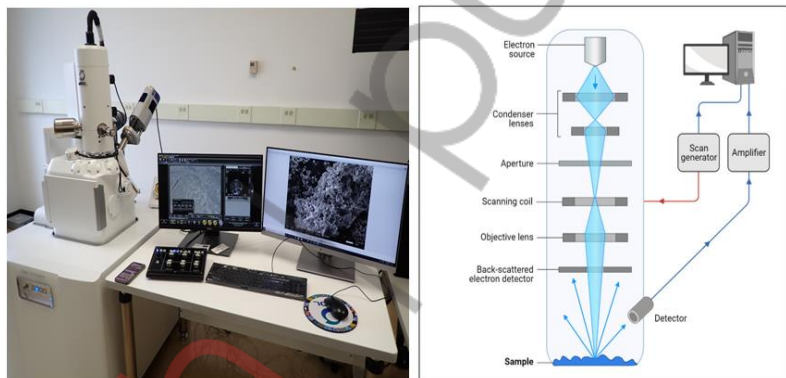 Electron
source
Condenser
lenses
Aperture
Scanning coil
Objective lens
Back-scattered
electron detector
Sample
Scan
generator
Amplifier
Detector